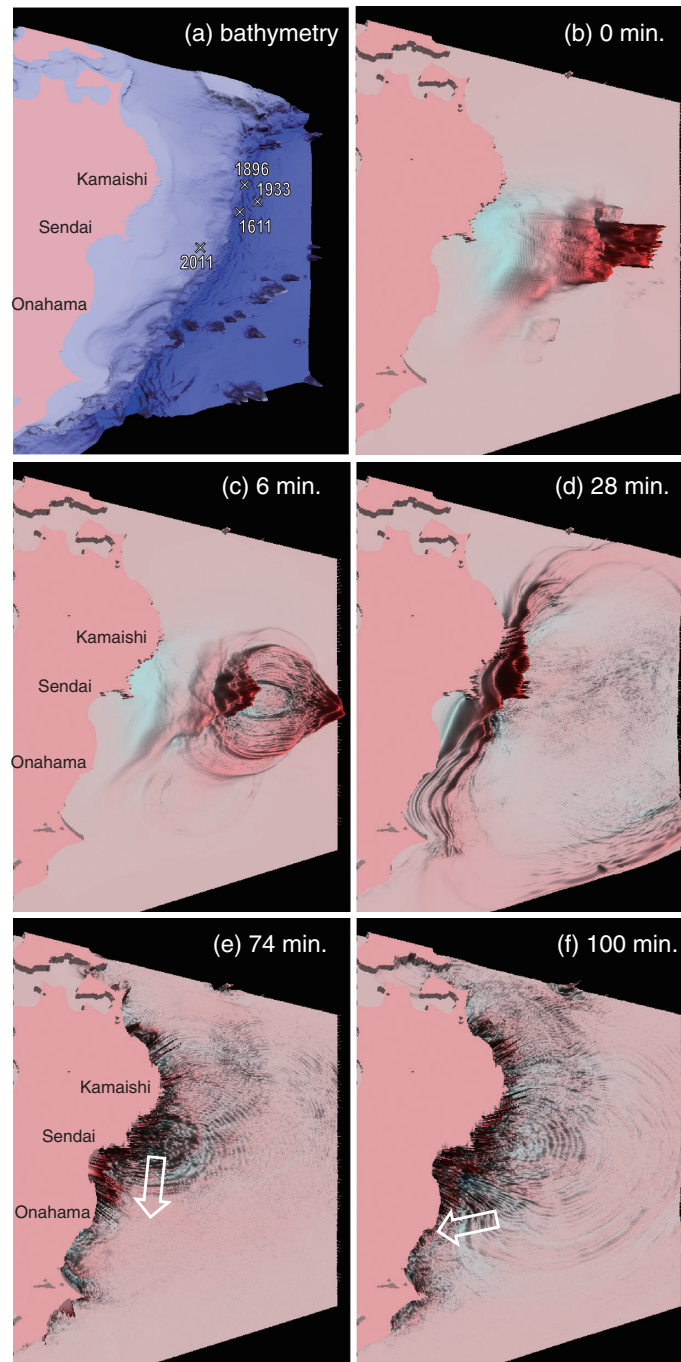 (a) bathymetry
(b) 0 min.
Kamaishi
1896
1933
Sendai
1611
2011
Onahama
(c) 6 min.
(d) 28 min.
Kamaishi
Sendai
Onahama
(e) 74 min.
(f) 100 min.
Kamaishi
Sendai
Onahama